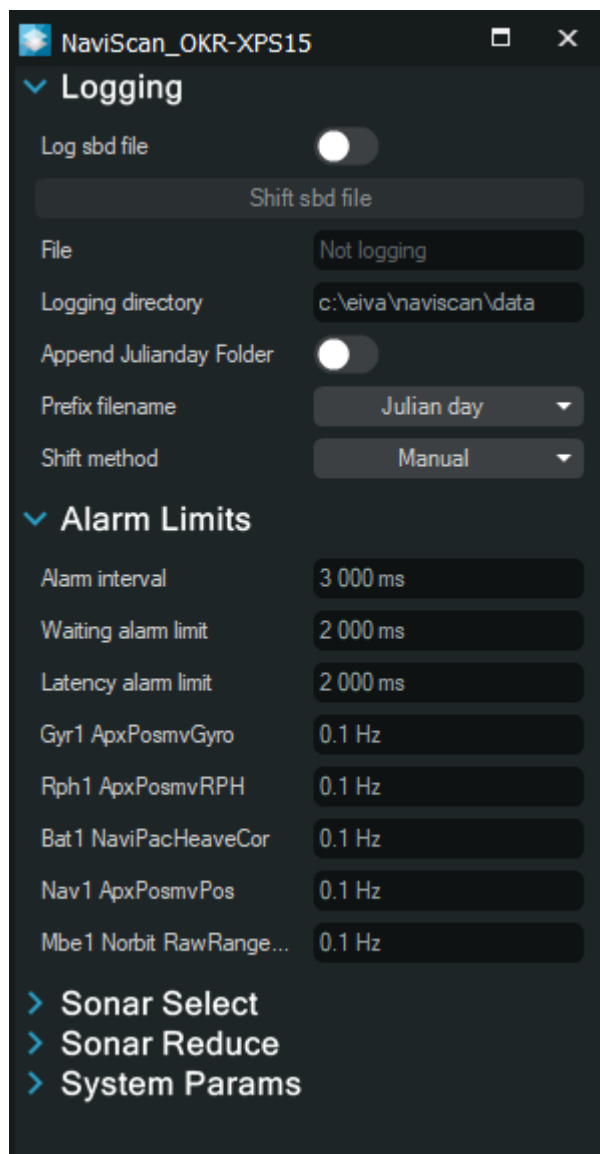 NaviScan_OKR-XPS15
Logging
Log sbd file
Shift sbd file
File Not logging
Logging directory c:\eiva\naviscan\data
Append Julianday Folder
Prefix filename Julian day
Shift method Manual
Alarm Limits
Alarm interval 3 000 ms
Waiting alarm limit 2 000 ms
Latency alarm limit 2 000 ms
Gyr1 ApxPosmvGyro 0.1 Hz
Rph1 ApxPosmvRPH 0.1 Hz
Bat1 NaviPacHeaveCor 0.1 Hz
Nav1 ApxPosmvPos 0.1 Hz
Mbe1 Norbit RawRange... 0.1 Hz
Sonar Select
Sonar Reduce
System Params